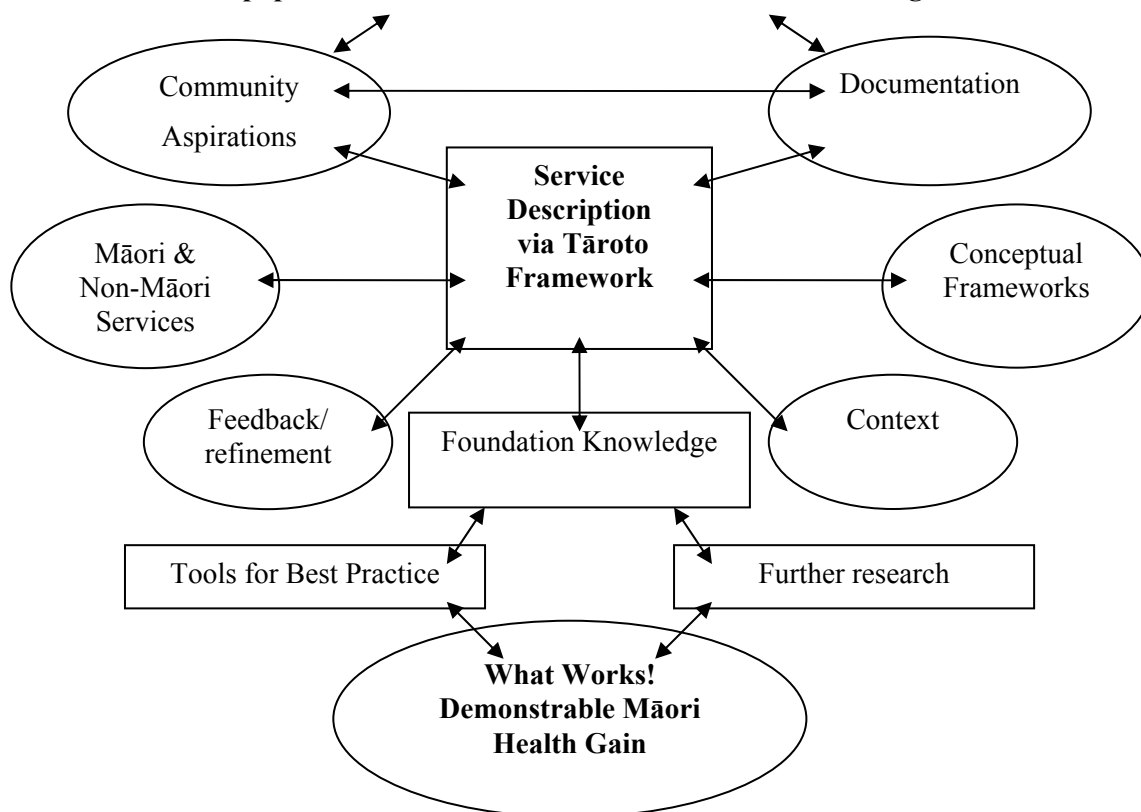 Community
Aspirations
Documentation
Service
Description
via Tāroto
Framework
Māori &
Non-Māori
Services
Conceptual
Frameworks
Feedback/
refinement
Foundation Knowledge
Context
Tools for Best Practice
Further research
What Works!
Demonstrable Māori
Health Gain